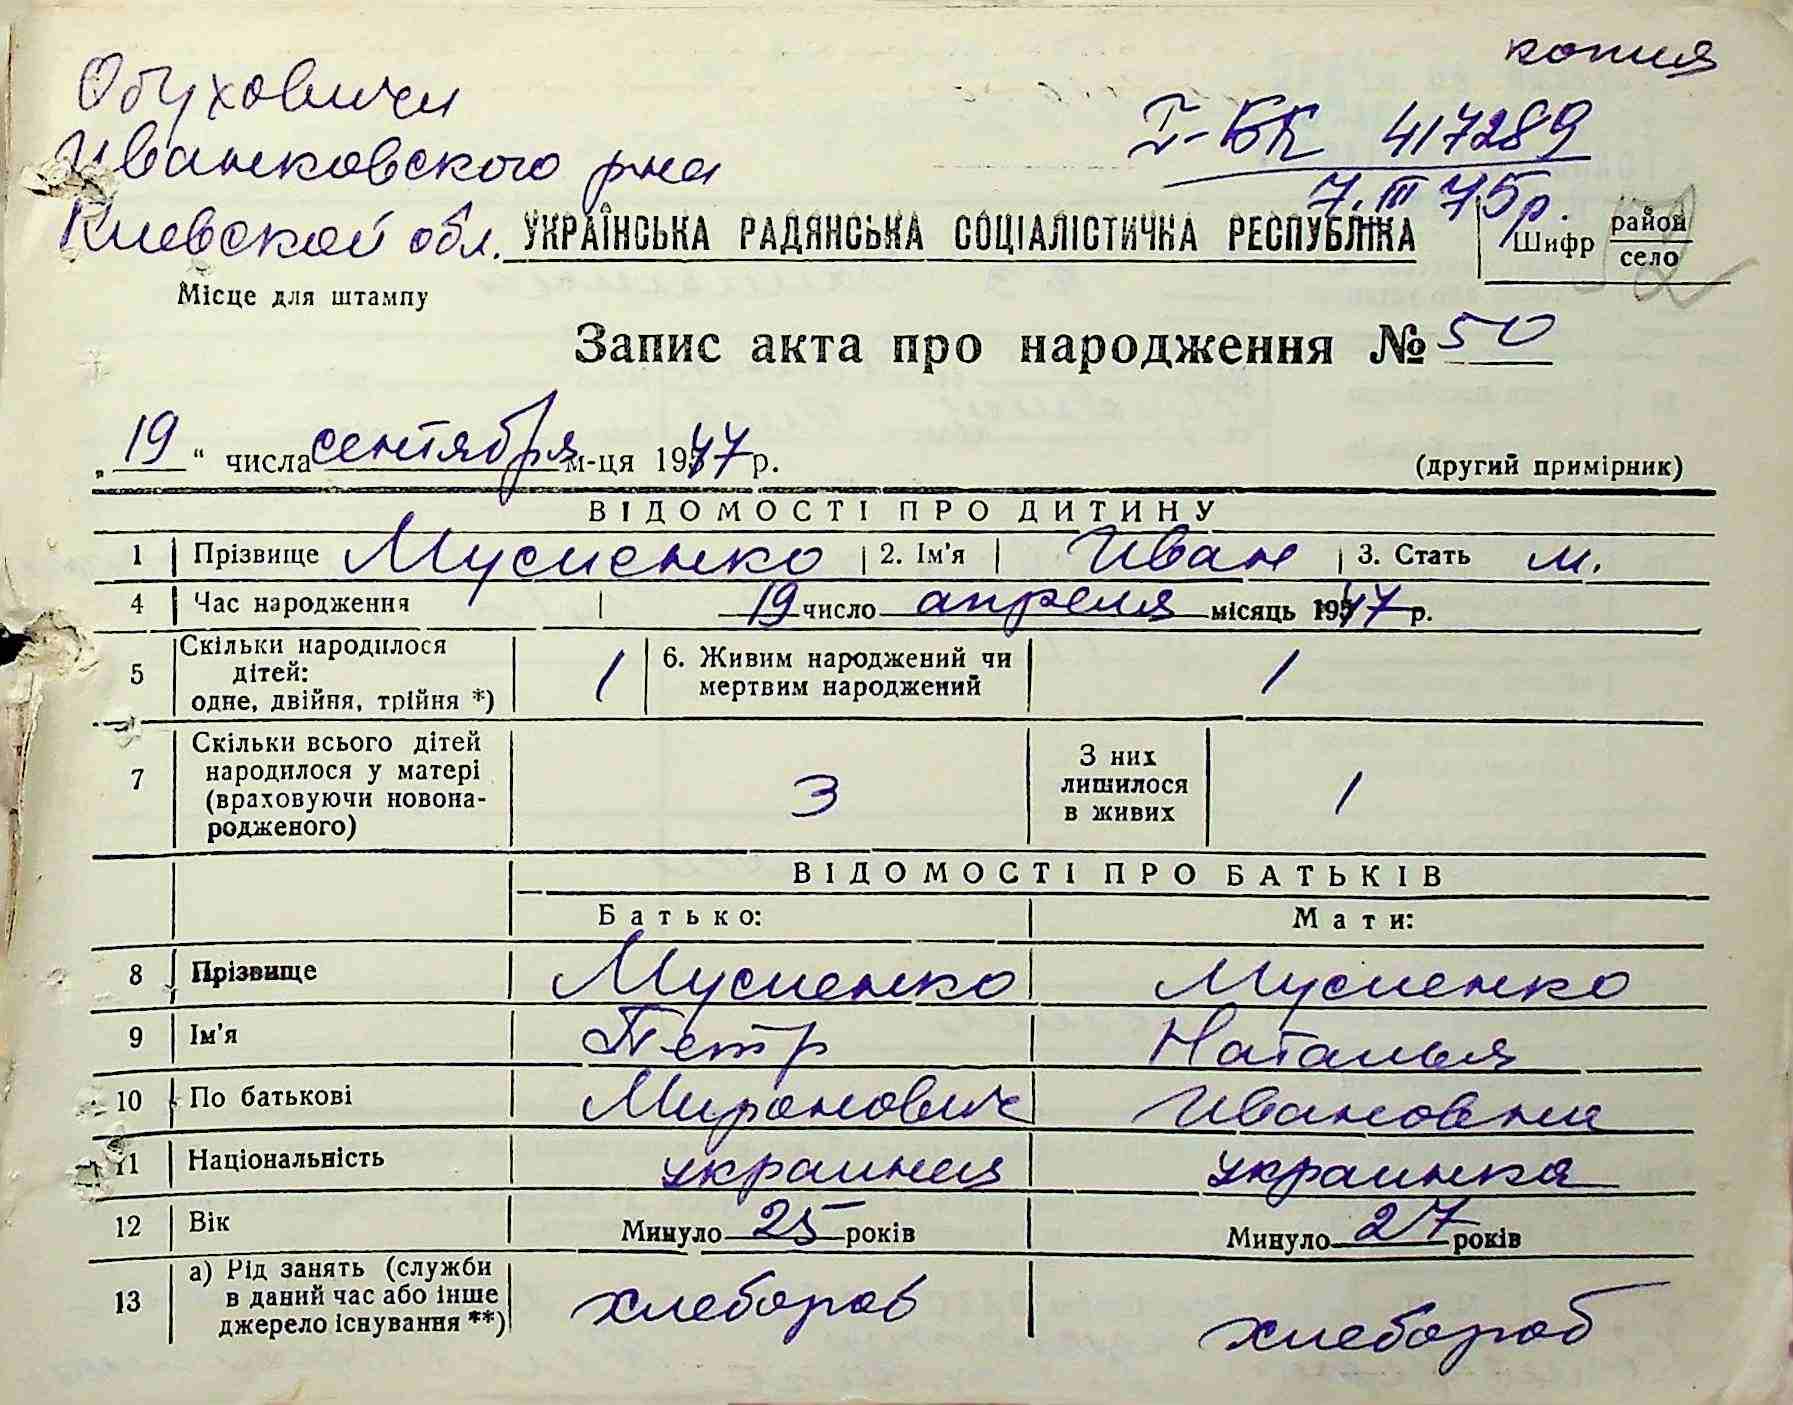 копия
Обуховичи
Иванковского р-на
Киевской обл.
I-БК 417289
7.III 75р.
УКРАЇНСЬКА РАДЯНСЬКА СОЦІАЛІСТИЧНА РЕСПУБЛІКА
Шифр район
село
Місце для штампу
Запис акта про народження № 50
„19“ числа сентября м-ця 1947 р.
(другий примірник)
ВІДОМОСТІ ПРО ДИТИНУ
1 Прізвище Мусиенко 2. Ім'я Иван 3. Стать м.
4 Час народження 19 число апреля місяць 1947 р.
5 Скільки народилося дітей: одне, двійня, трійня *) 1 6. Живим народжений чи мертвим народжений 1
7 Скільки всього дітей народилося у матері (враховуючи новона-родженого) 3 З них лишилося в живих 1
ВІДОМОСТІ ПРО БАТЬКІВ
Батько: Мати:
8 Прізвище Мусиенко Мусиенко
9 Ім'я Петр Наталья
10 По батькові Миронович Ивановна
11 Національність украинец украинка
12 Вік Минуло 25 років Минуло 27 років
13 а) Рід занять (служби в даний час або інше джерело існування **) хлебороб хлебороб